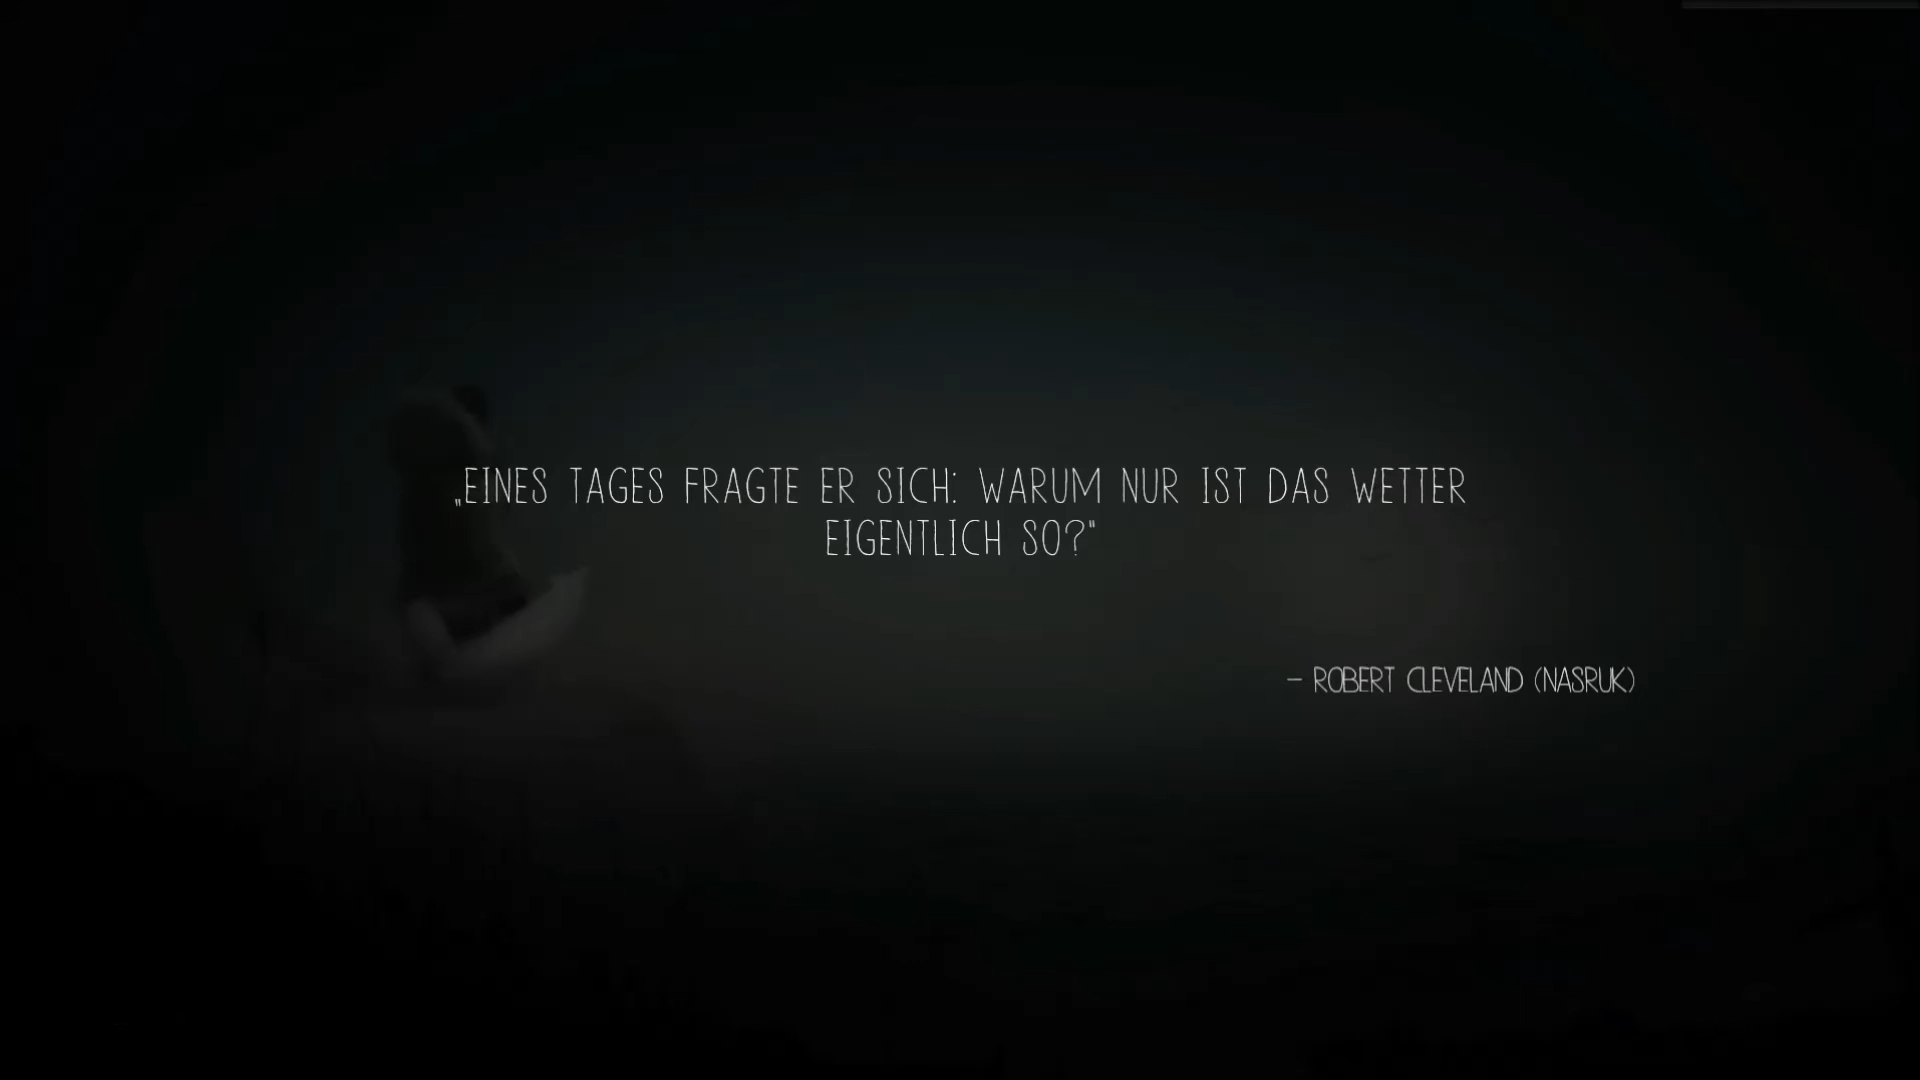 „EINES TAGES FRAGTE ER SICH: WARUM NUR IST DAS WETTER
EIGENTLICH SO?"
– ROBERT CLEVELAND (NASRUK)